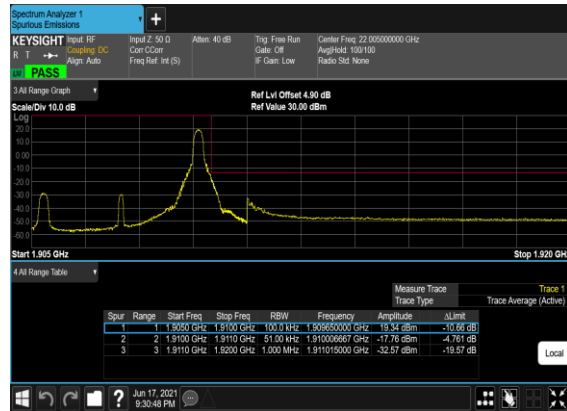 Spectrum Analyzer 1
Spurious Emissions
KEYSIGHT Input: RF Input Z: 50 Ω Atten: 40 dB Trig: Free Run Center Freq: 22.005000000 GHz
R T Coupling: DC Corr CCorr Gate: Off Avg|Hold: 100/100
Align: Auto Freq Ref: Int (S) IF Gain: Low Radio Std: None
PASS
3 All Range Graph Ref Lvl Offset 4.90 dB
Scale/Div 10.0 dB Ref Value 30.00 dBm
Log
20.0
10.0
0.00
-10.0
-20.0
-30.0
-40.0
-50.0
-60.0
Start 1.905 GHz Stop 1.920 GHz
4 All Range Table
Measure Trace Trace 1
Trace Type Trace Average (Active)
Spur Range Start Freq Stop Freq RBW Frequency Amplitude ΔLimit
1 1 1.9050 GHz 1.9100 GHz 100.0 kHz 1.909650000 GHz 19.34 dBm -10.66 dB
2 2 1.9100 GHz 1.9110 GHz 51.00 kHz 1.910006667 GHz -17.76 dBm -4.761 dB
3 3 1.9110 GHz 1.9200 GHz 1.000 MHz 1.911015000 GHz -32.57 dBm -19.57 dB
Local
Jun 17, 2021
9:30:48 PM